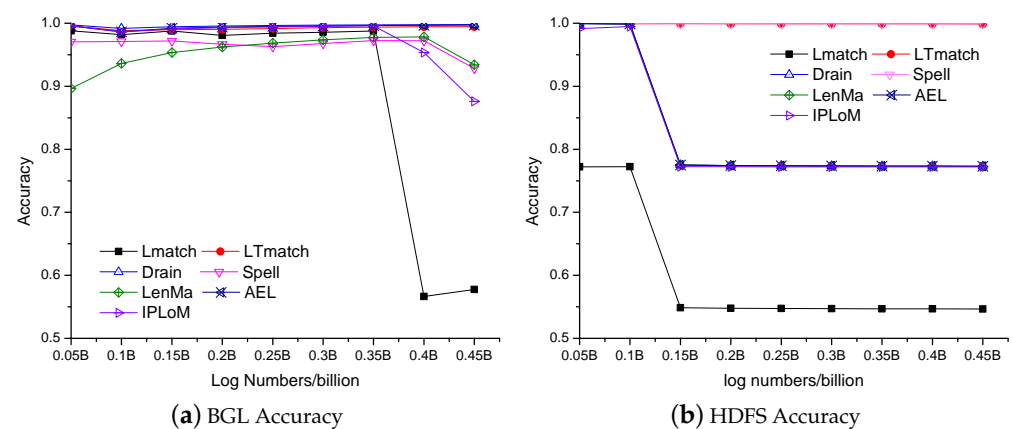 1.0
0.9
0.8
0.7
0.6
0.5
Accuracy
Lmatch LTmatch
Drain Spell
LenMa AEL
IPLoM
0.05B 0.1B 0.15B 0.2B 0.25B 0.3B 0.35B 0.4B 0.45B
Log Numbers/billion
(a) BGL Accuracy
1.0
0.9
0.8
0.7
0.6
0.5
Accuracy
Lmatch LTmatch
Drain Spell
LenMa AEL
IPLoM
0.05B 0.1B 0.15B 0.2B 0.25B 0.3B 0.35B 0.4B 0.45B
log numbers/billion
(b) HDFS Accuracy